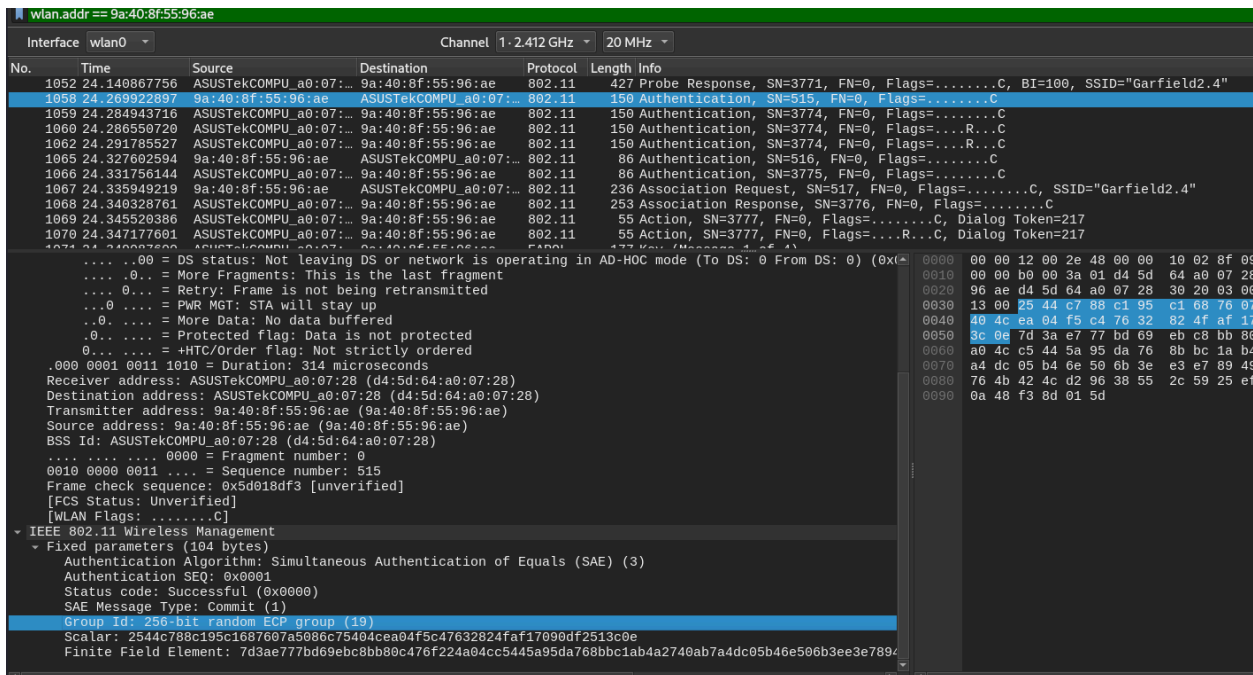 wlan.addr == 9a:40:8f:55:96:ae
Interface wlan0 Channel 1 · 2.412 GHz 20 MHz
No. Time Source Destination Protocol Length Info
1052 24.140867756 ASUSTekCOMPU_a0:07:… 9a:40:8f:55:96:ae 802.11 427 Probe Response, SN=3771, FN=0, Flags=........C, BI=100, SSID="Garfield2.4"
1058 24.269922897 9a:40:8f:55:96:ae ASUSTekCOMPU_a0:07:… 802.11 150 Authentication, SN=515, FN=0, Flags=........C
1059 24.284943716 ASUSTekCOMPU_a0:07:… 9a:40:8f:55:96:ae 802.11 150 Authentication, SN=3774, FN=0, Flags=........C
1060 24.286550720 ASUSTekCOMPU_a0:07:… 9a:40:8f:55:96:ae 802.11 150 Authentication, SN=3774, FN=0, Flags=....R...C
1062 24.291785527 ASUSTekCOMPU_a0:07:… 9a:40:8f:55:96:ae 802.11 150 Authentication, SN=3774, FN=0, Flags=....R...C
1065 24.327602594 9a:40:8f:55:96:ae ASUSTekCOMPU_a0:07:… 802.11 86 Authentication, SN=516, FN=0, Flags=........C
1066 24.331756144 ASUSTekCOMPU_a0:07:… 9a:40:8f:55:96:ae 802.11 86 Authentication, SN=3775, FN=0, Flags=........C
1067 24.335949219 9a:40:8f:55:96:ae ASUSTekCOMPU_a0:07:… 802.11 236 Association Request, SN=517, FN=0, Flags=........C, SSID="Garfield2.4"
1068 24.340328761 ASUSTekCOMPU_a0:07:… 9a:40:8f:55:96:ae 802.11 253 Association Response, SN=3776, FN=0, Flags=........C
1069 24.345520386 ASUSTekCOMPU_a0:07:… 9a:40:8f:55:96:ae 802.11 55 Action, SN=3777, FN=0, Flags=........C, Dialog Token=217
1070 24.347177601 ASUSTekCOMPU_a0:07:… 9a:40:8f:55:96:ae 802.11 55 Action, SN=3777, FN=0, Flags=....R...C, Dialog Token=217
.... ..00 = DS status: Not leaving DS or network is operating in AD-HOC mode (To DS: 0 From DS: 0) (0x
.... .0.. = More Fragments: This is the last fragment
.... 0... = Retry: Frame is not being retransmitted
...0 .... = PWR MGT: STA will stay up
..0. .... = More Data: No data buffered
.0.. .... = Protected flag: Data is not protected
0... .... = +HTC/Order flag: Not strictly ordered
.000 0001 0011 1010 = Duration: 314 microseconds
Receiver address: ASUSTekCOMPU_a0:07:28 (d4:5d:64:a0:07:28)
Destination address: ASUSTekCOMPU_a0:07:28 (d4:5d:64:a0:07:28)
Transmitter address: 9a:40:8f:55:96:ae (9a:40:8f:55:96:ae)
Source address: 9a:40:8f:55:96:ae (9a:40:8f:55:96:ae)
BSS Id: ASUSTekCOMPU_a0:07:28 (d4:5d:64:a0:07:28)
.... .... .... 0000 = Fragment number: 0
0010 0000 0011 .... = Sequence number: 515
Frame check sequence: 0x5d018df3 [unverified]
[FCS Status: Unverified]
[WLAN Flags: ........C]
IEEE 802.11 Wireless Management
Fixed parameters (104 bytes)
Authentication Algorithm: Simultaneous Authentication of Equals (SAE) (3)
Authentication SEQ: 0x0001
Status code: Successful (0x0000)
SAE Message Type: Commit (1)
Group Id: 256-bit random ECP group (19)
Scalar: 2544c788c195c1687607a5086c75404cea04f5c47632824faf17090df2513c0e
Finite Field Element: 7d3ae777bd69ebc8bb80c476f224a04cc5445a95da768bbc1ab4a2740ab7a4dc05b46e506b3ee3e7894
0000 00 00 12 00 2e 48 00 00 10 02 8f 09
0010 00 00 b0 00 3a 01 d4 5d 64 a0 07 28
0020 96 ae d4 5d 64 a0 07 28 30 20 03 00
0030 13 00 25 44 c7 88 c1 95 c1 68 76 07
0040 40 4c ea 04 f5 c4 76 32 82 4f af 17
0050 3c 0e 7d 3a e7 77 bd 69 eb c8 bb 80
0060 a0 4c c5 44 5a 95 da 76 8b bc 1a b4
0070 a4 dc 05 b4 6e 50 6b 3e e3 e7 89 49
0080 76 4b 42 4c d2 96 38 55 2c 59 25 ef
0090 0a 48 f3 8d 01 5d